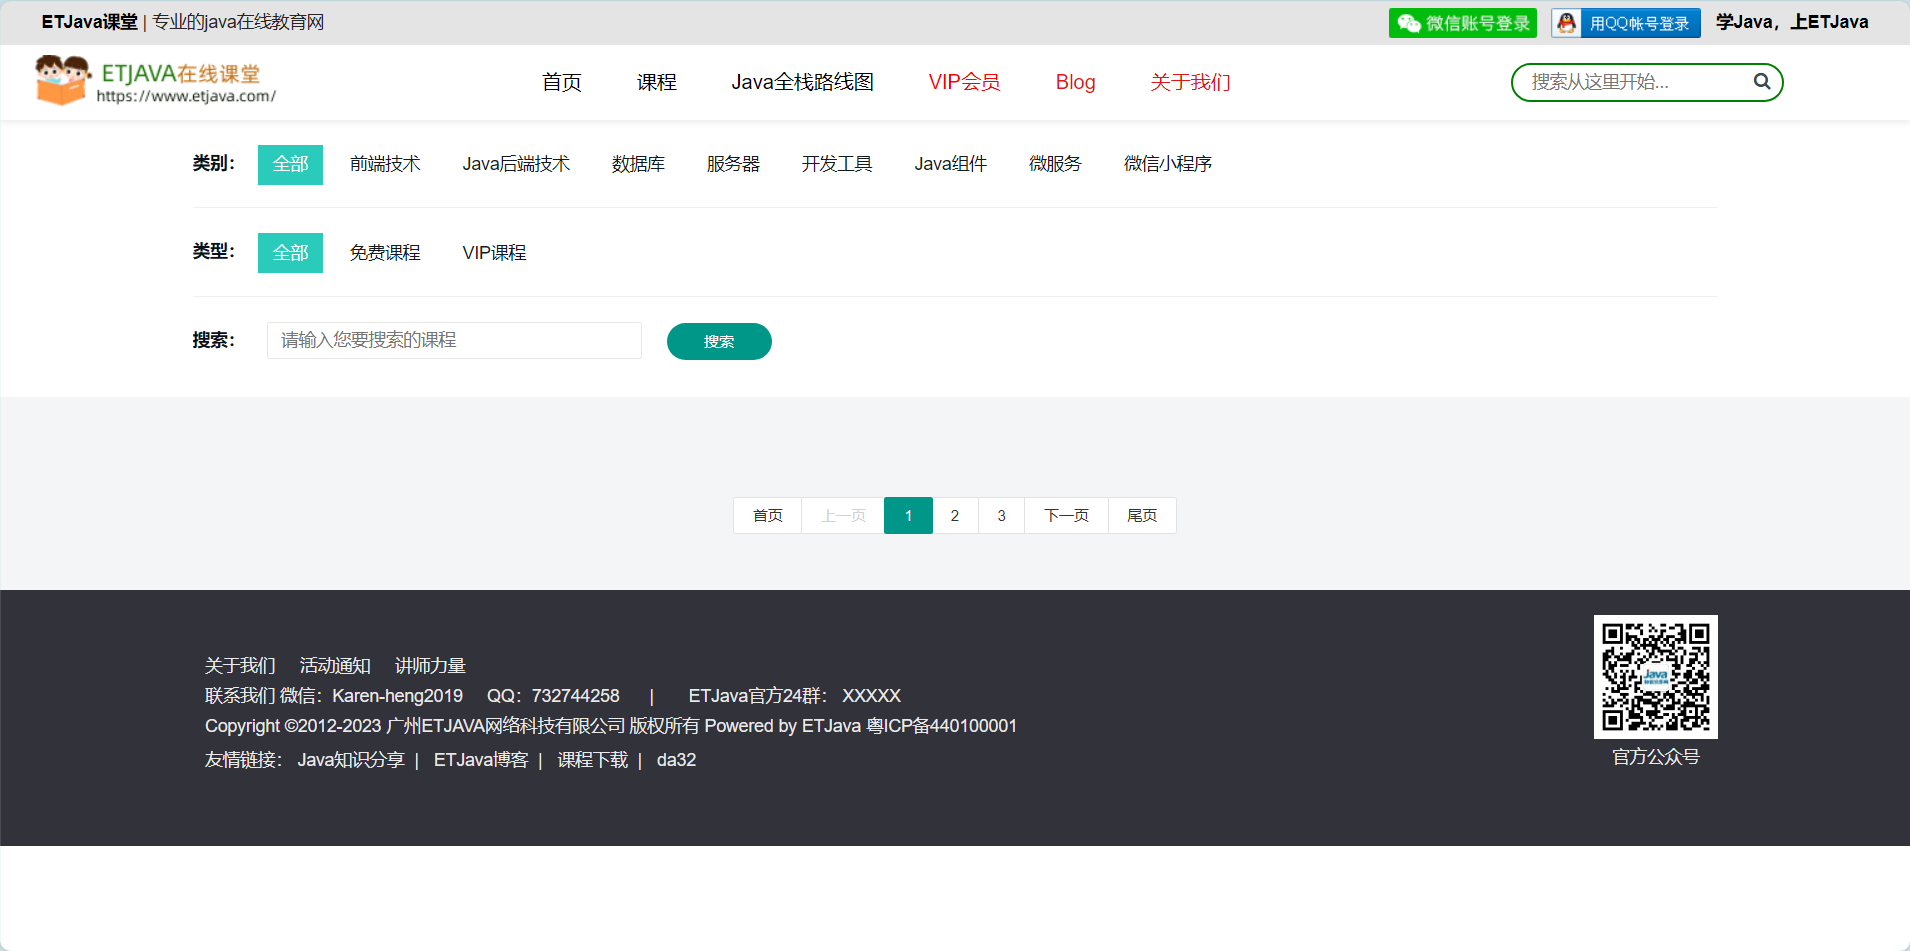 ETJava课堂 | 专业的java在线教育网 微信账号登录 用QQ帐号登录 学Java，上ETJava
ETJAVA在线课堂
https://www.etjava.com/
首页 课程 Java全栈路线图 VIP会员 Blog 关于我们 搜索从这里开始...
类别： 全部 前端技术 Java后端技术 数据库 服务器 开发工具 Java组件 微服务 微信小程序
类型： 全部 免费课程 VIP课程
搜索： 请输入您要搜索的课程 搜索
首页 上一页 1 2 3 下一页 尾页
关于我们 活动通知 讲师力量
联系我们 微信：Karen-heng2019 QQ：732744258 | ETJava官方24群： XXXXX
Copyright ©2012-2023 广州ETJAVA网络科技有限公司 版权所有 Powered by ETJava 粤ICP备440100001
友情链接： Java知识分享 | ETJava博客 | 课程下载 | da32
Java
官方公众号